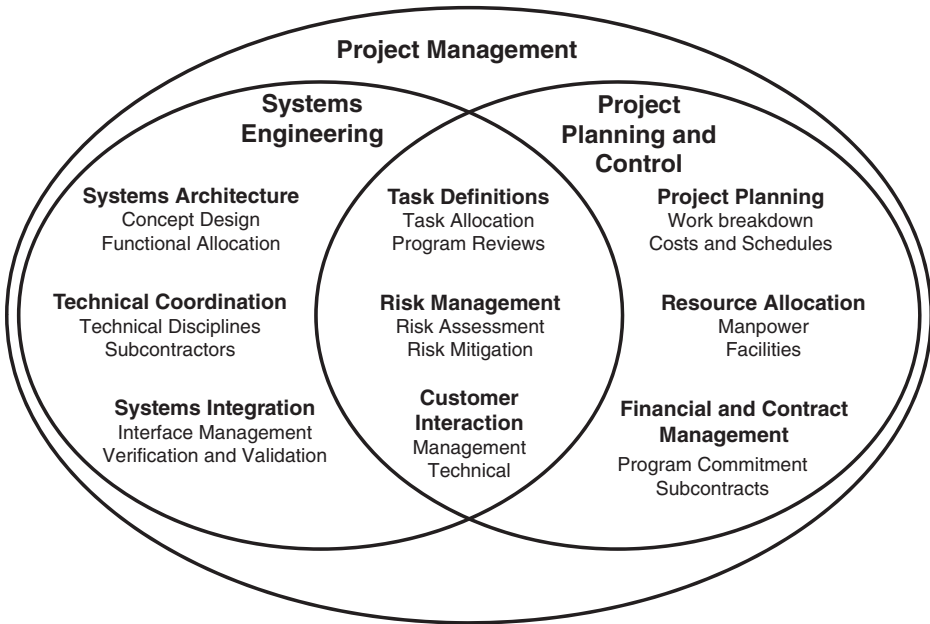 Project Management
Systems
Engineering
Project
Planning and
Control
Systems Architecture
Concept Design
Functional Allocation
Technical Coordination
Technical Disciplines
Subcontractors
Systems Integration
Interface Management
Verification and Validation
Task Definitions
Task Allocation
Program Reviews
Risk Management
Risk Assessment
Risk Mitigation
Customer
Interaction
Management
Technical
Project Planning
Work breakdown
Costs and Schedules
Resource Allocation
Manpower
Facilities
Financial and Contract
Management
Program Commitment
Subcontracts